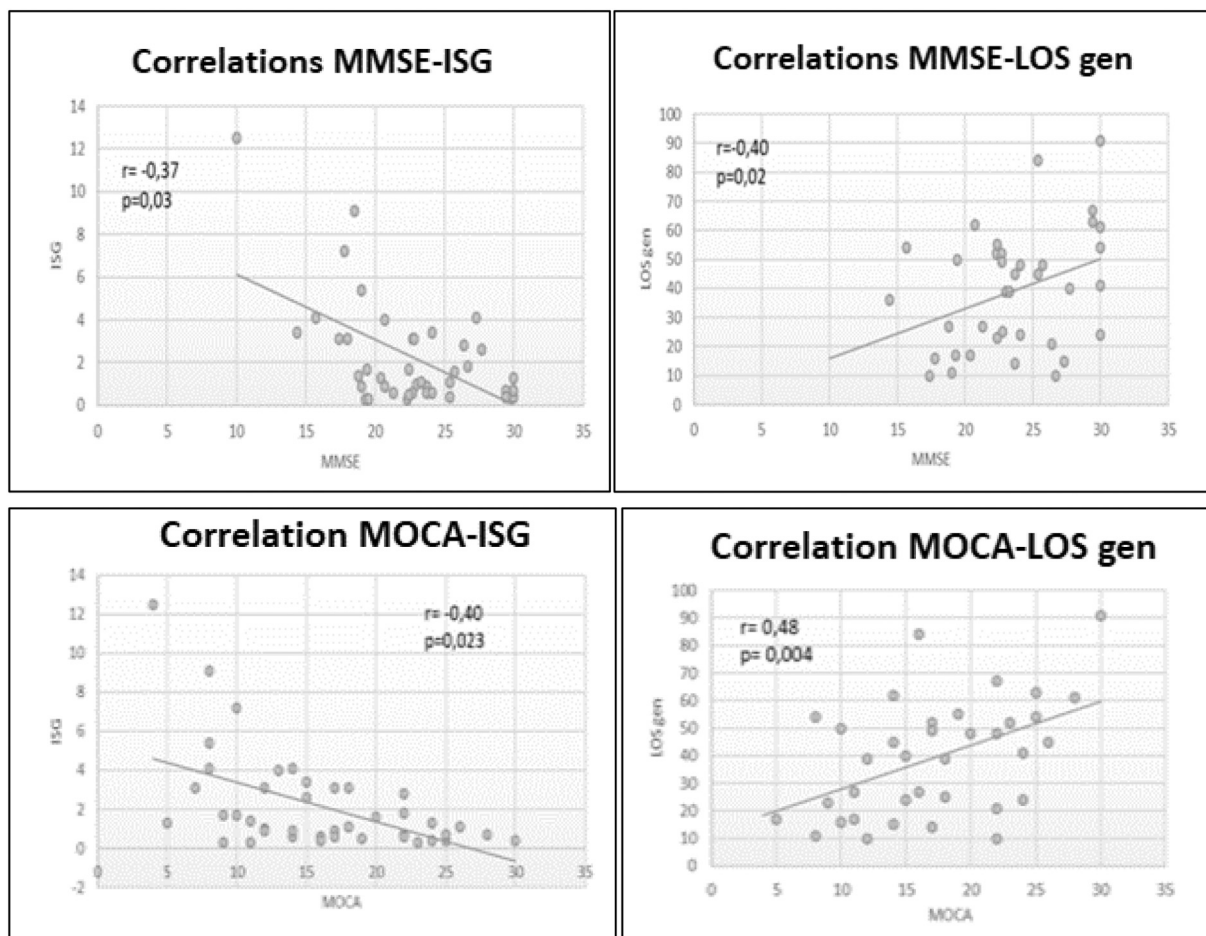 Correlations MMSE-ISG
14
12
10
8
6
4
2
0
ISG
r= -0,37
p=0,03
0 5 10 15 20 25 30 35
MMSE
Correlations MMSE-LOS gen
100
90
80
70
60
50
40
30
20
10
0
LOS gen
r=-0,40
p=0,02
0 5 10 15 20 25 30 35
MMSE
Correlation MOCA-ISG
14
12
10
8
6
4
2
0
-2
ISG
r= -0,40
p=0,023
0 5 10 15 20 25 30 35
MOCA
Correlation MOCA-LOS gen
100
90
80
70
60
50
40
30
20
10
0
LOS gen
r= 0,48
p= 0,004
0 5 10 15 20 25 30 35
MOCA